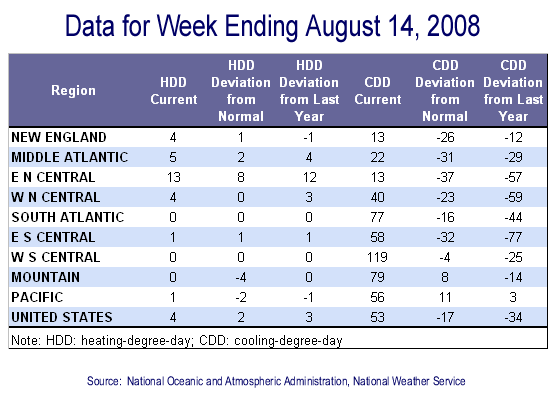 Data for Week Ending August 14, 2008
Region HDD Current HDD Deviation from Normal HDD Deviation from Last Year CDD Current CDD Deviation from Normal CDD Deviation from Last Year
NEW ENGLAND 4 1 -1 13 -26 -12
MIDDLE ATLANTIC 5 2 4 22 -31 -29
E N CENTRAL 13 8 12 13 -37 -57
W N CENTRAL 4 0 3 40 -23 -59
SOUTH ATLANTIC 0 0 0 77 -16 -44
E S CENTRAL 1 1 1 58 -32 -77
W S CENTRAL 0 0 0 119 -4 -25
MOUNTAIN 0 -4 0 79 8 -14
PACIFIC 1 -2 -1 56 11 3
UNITED STATES 4 2 3 53 -17 -34
Note: HDD: heating-degree-day; CDD: cooling-degree-day
Source: National Oceanic and Atmospheric Administration, National Weather Service